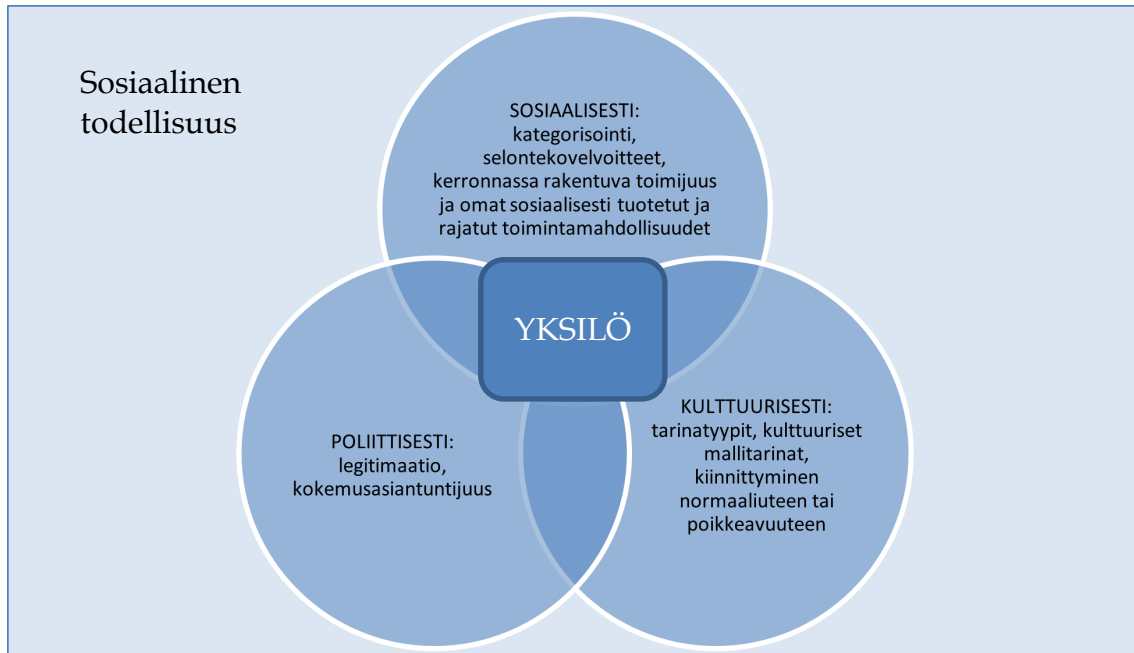 Sosiaalinen
todellisuus
SOSIAALISESTI:
kategorisointi,
selontekovelvoitteet,
kerronnassa rakentuva toimijuus
ja omat sosiaalisesti tuotetut ja
rajatut toimintamahdollisuudet
YKSILÖ
POLIITTISESTI:
legitimaatio,
kokemusasiantuntijuus
KULTTUURISESTI:
tarinatyypit, kulttuuriset
mallitarinat,
kiinnittyminen
normaaliuteen tai
poikkeavuuteen